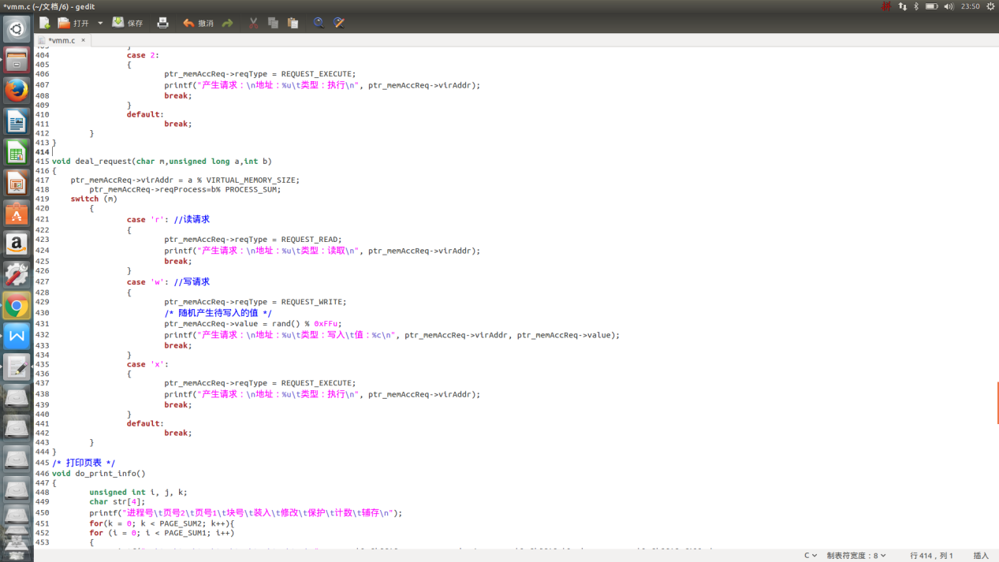 *vmm.c (~/文档/6) - gedit
拼 23:50
打开 保存 撤消
*vmm.c ×
404 case 2:
405 {
406 ptr_memAccReq->reqType = REQUEST_EXECUTE;
407 printf("产生请求：\n地址：%u\t类型：执行\n", ptr_memAccReq->virAddr);
408 break;
409 }
410 default:
411 break;
412 }
413 }
414
415 void deal_request(char m,unsigned long a,int b)
416 {
417 ptr_memAccReq->virAddr = a % VIRTUAL_MEMORY_SIZE;
418 ptr_memAccReq->reqProcess=b% PROCESS_SUM;
419 switch (m)
420 {
421 case 'r': //读请求
422 {
423 ptr_memAccReq->reqType = REQUEST_READ;
424 printf("产生请求：\n地址：%u\t类型：读取\n", ptr_memAccReq->virAddr);
425 break;
426 }
427 case 'w': //写请求
428 {
429 ptr_memAccReq->reqType = REQUEST_WRITE;
430 /* 随机产生待写入的值 */
431 ptr_memAccReq->value = rand() % 0xFFu;
432 printf("产生请求：\n地址：%u\t类型：写入\t值：%c\n", ptr_memAccReq->virAddr, ptr_memAccReq->value);
433 break;
434 }
435 case 'x':
436 {
437 ptr_memAccReq->reqType = REQUEST_EXECUTE;
438 printf("产生请求：\n地址：%u\t类型：执行\n", ptr_memAccReq->virAddr);
439 break;
440 }
441 default:
442 break;
443 }
444 }
445 /* 打印页表 */
446 void do_print_info()
447 {
448 unsigned int i, j, k;
449 char str[4];
450 printf("进程号\t页号2\t页号1\t块号\t装入\t修改\t保护\t计数\t辅存\n");
451 for(k = 0; k < PAGE_SUM2; k++){
452 for (i = 0; i < PAGE_SUM1; i++)
453 {
C 制表符宽度：8 行 414，列 1 插入